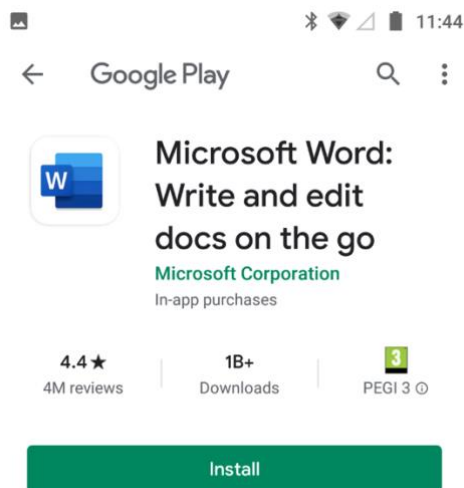 11:44
Google Play
Microsoft Word:
Write and edit
docs on the go
W
Microsoft Corporation
In-app purchases
4.4★
4M reviews
1B+
Downloads
3
PEGI 3
Install